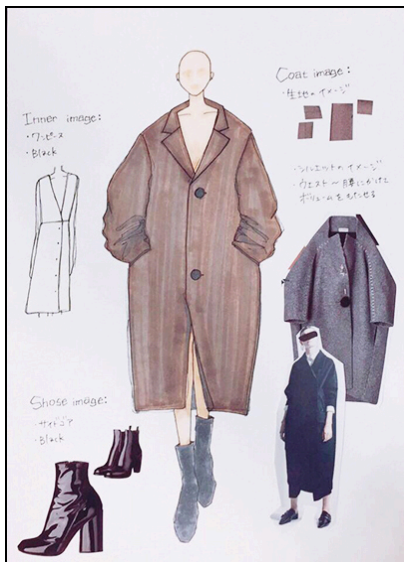 Inner image:
・ワンピース
・Black
Coat image:
・生地のイメージ
・シルエットのイメージ
・ウエスト〜膝にかけて
ボリュームをもたせる
Shose image:
・サイドゴア
・Black